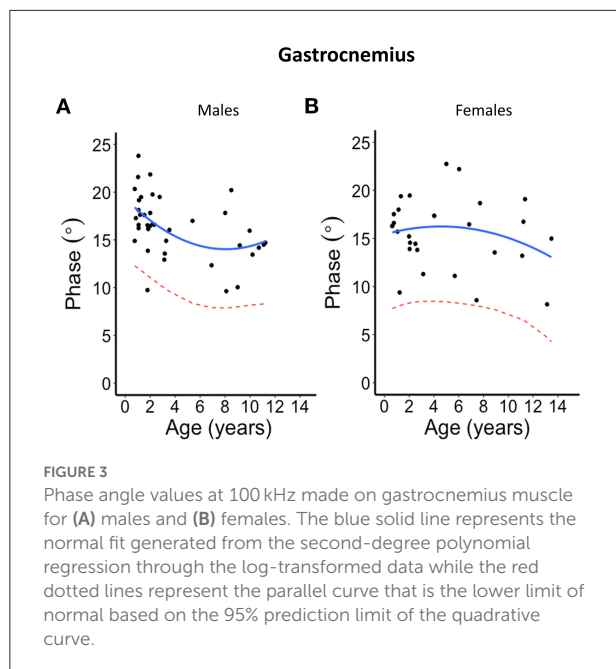 Gastrocnemius
A
Males
B
Females
25
20
15
10
5
0
Phase (°)
0 2 4 6 8 10 12 14
Age (years)
25
20
15
10
5
0
Phase (°)
0 2 4 6 8 10 12 14
Age (years)
FIGURE 3
Phase angle values at 100 kHz made on gastrocnemius muscle
for (A) males and (B) females. The blue solid line represents the
normal fit generated from the second-degree polynomial
regression through the log-transformed data while the red
dotted lines represent the parallel curve that is the lower limit of
normal based on the 95% prediction limit of the quadrative
curve.